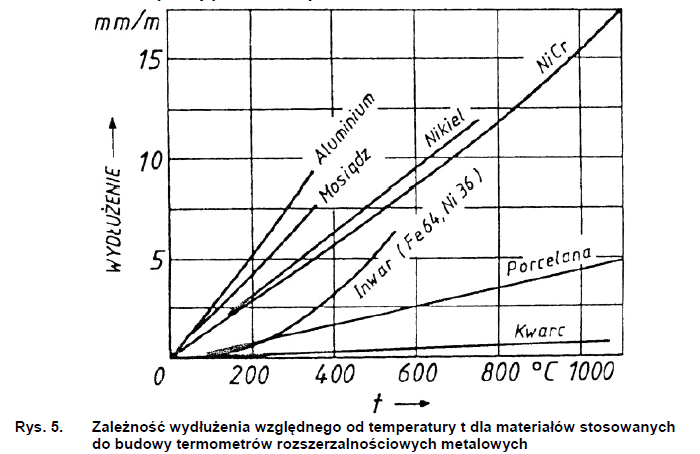 mm/m
15
10
5
WYDŁUŻENIE
Aluminium
Mosiądz
Nikiel
NiCr
Inwar (Fe64, Ni36)
Porcelana
Kwarc
0 200 400 600 800 °C 1000
t
Rys. 5. Zależność wydłużenia względnego od temperatury t dla materiałów stosowanych
do budowy termometrów rozszerzalnościowych metalowych